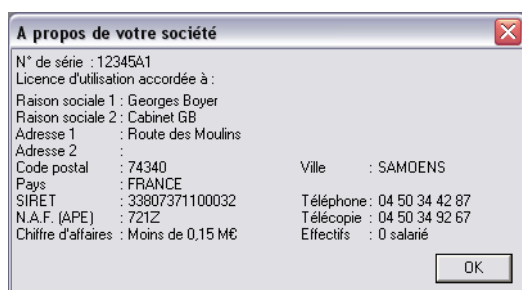 A propos de votre société
N° de série : 12345A1
Licence d'utilisation accordée à :
Raison sociale 1 : Georges Boyer
Raison sociale 2 : Cabinet GB
Adresse 1 : Route des Moulins
Adresse 2 :
Code postal : 74340 Ville : SAMOENS
Pays : FRANCE
SIRET : 33807371100032 Téléphone : 04 50 34 42 87
N.A.F. (APE) : 721Z Télécopie : 04 50 34 92 67
Chiffre d'affaires : Moins de 0,15 M€ Effectifs : 0 salarié
OK